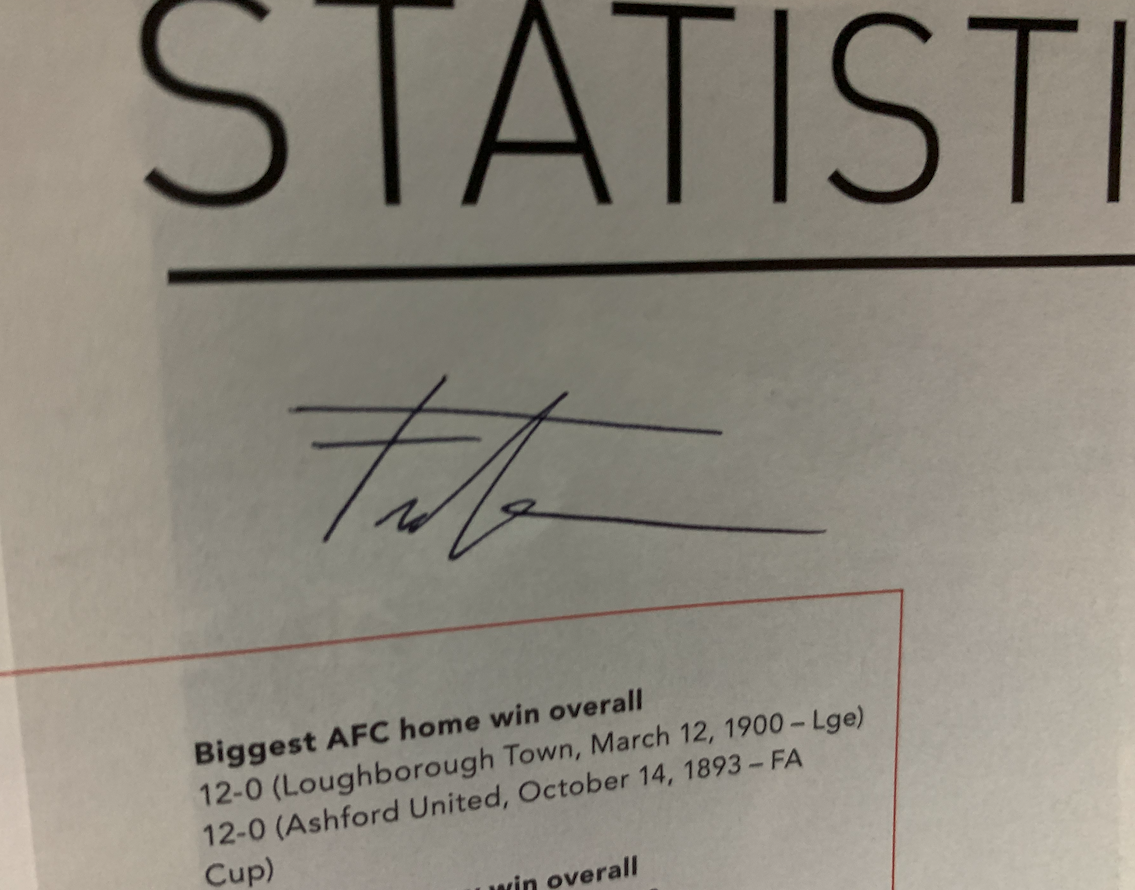 STATISTI
Biggest AFC home win overall
12-0 (Loughborough Town, March 12, 1900 – Lge)
12-0 (Ashford United, October 14, 1893 – FA
Cup)
win overall